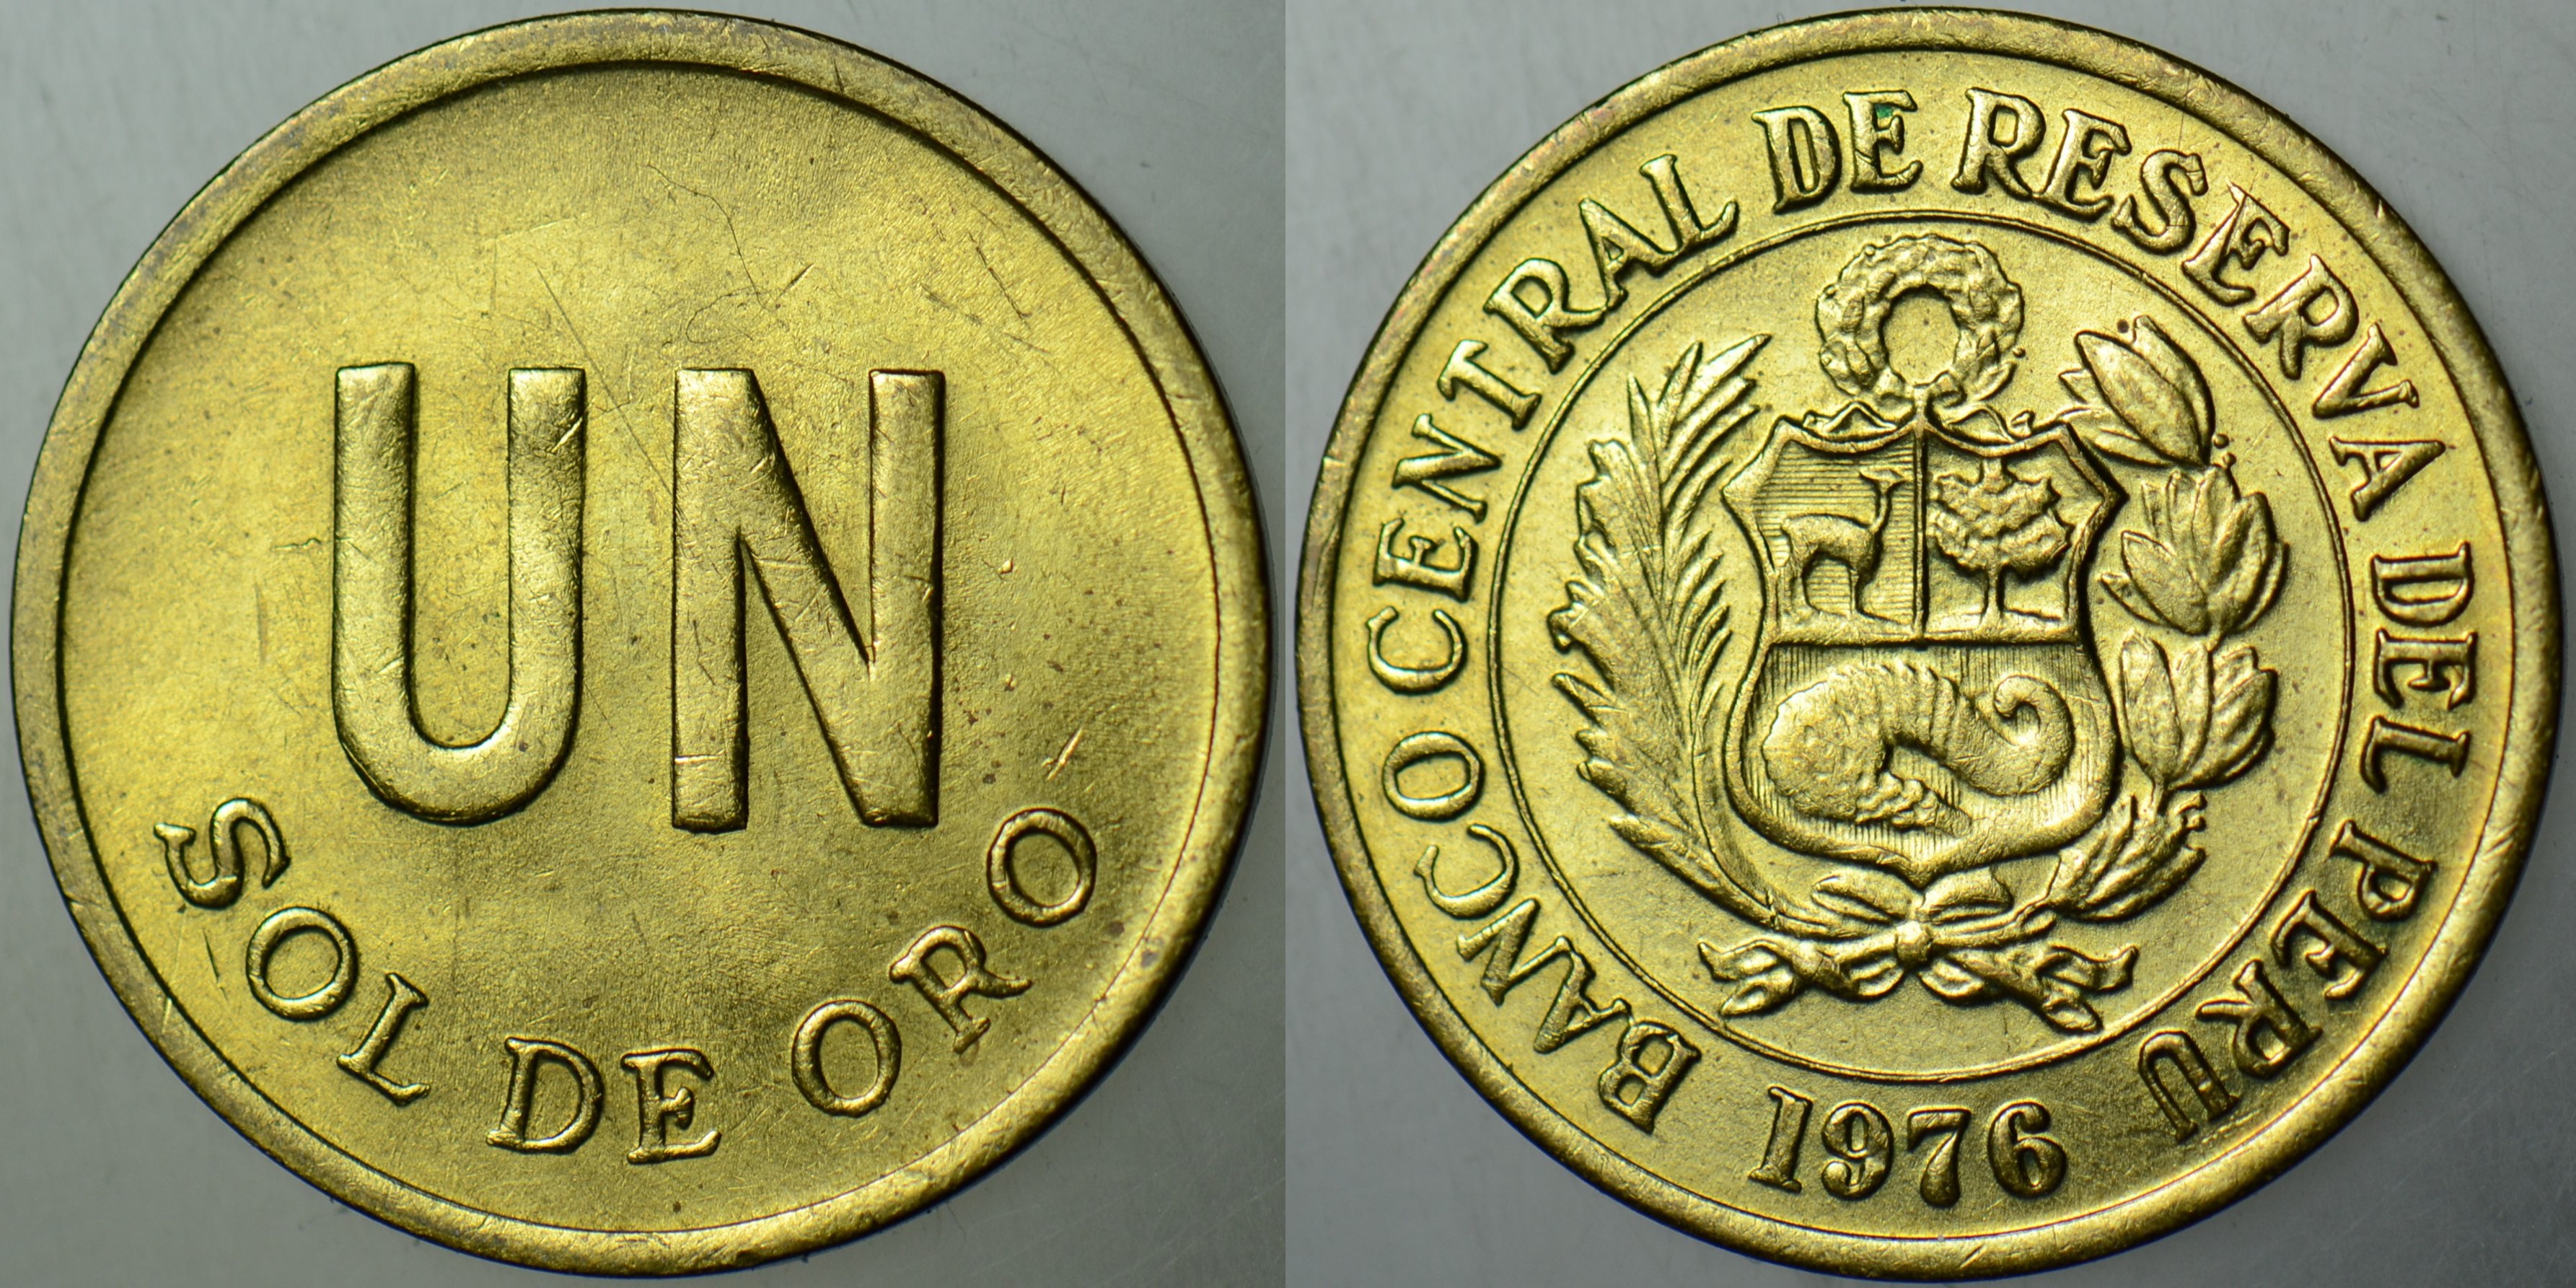 UN
SOL DE ORO
BANCO CENTRAL DE RESERVA DEL PERU
1976